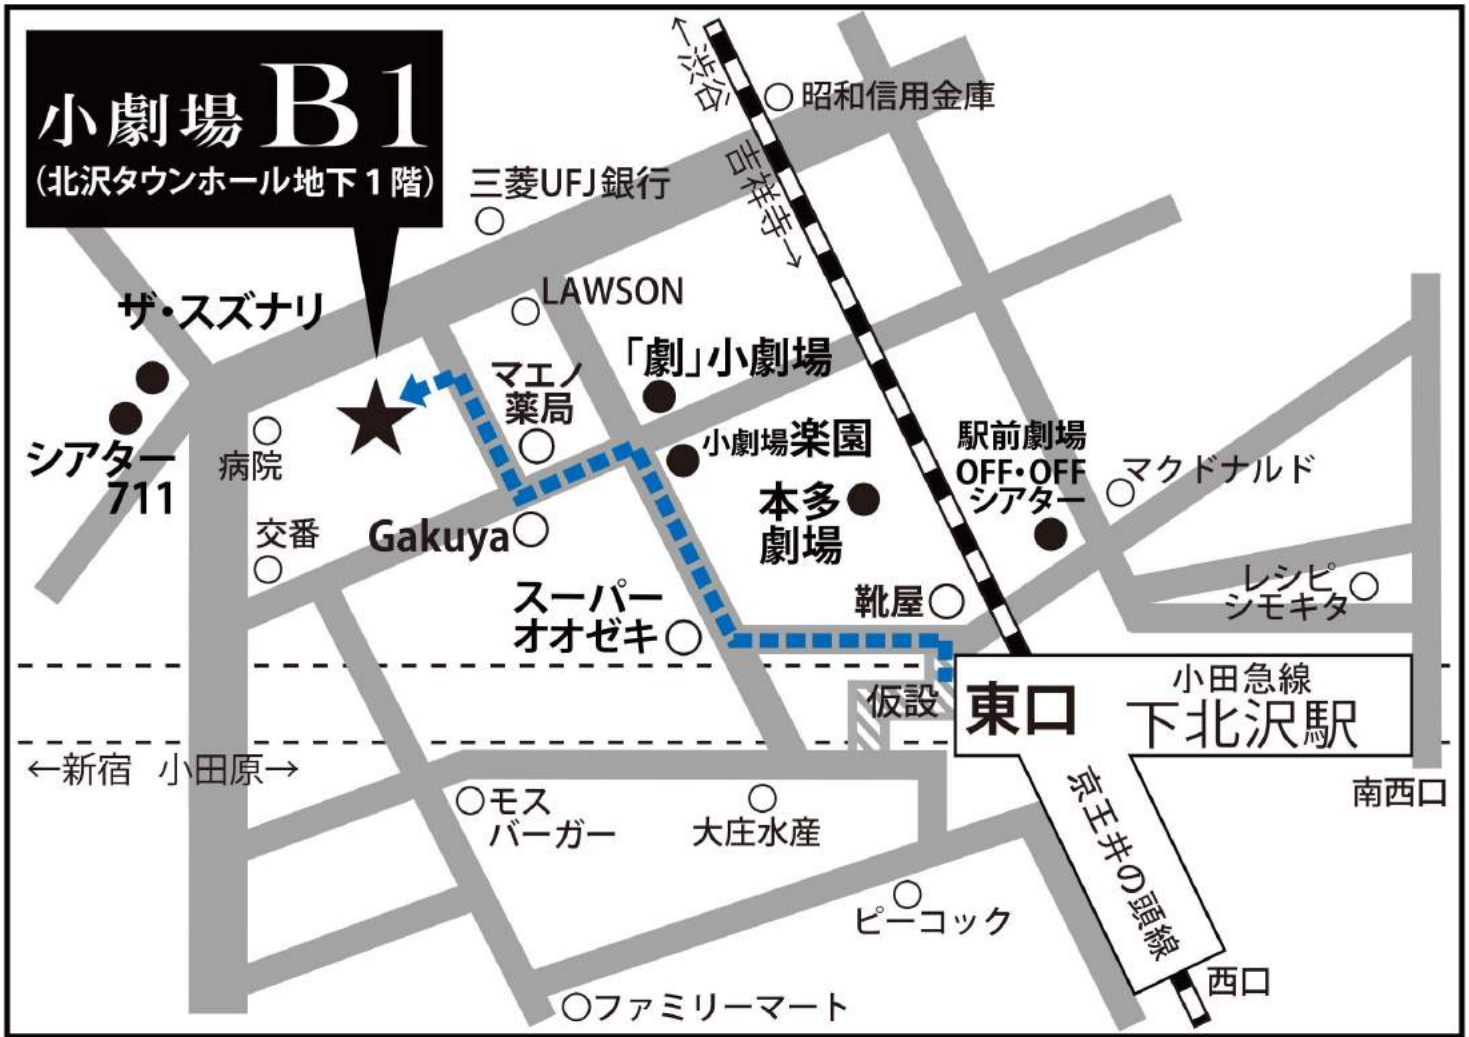 小劇場 B1
(北沢タウンホール地下1階)
←渋谷
吉祥寺→
昭和信用金庫
三菱UFJ銀行
LAWSON
ザ・スズナリ
シアター
711
病院
交番
マエノ
薬局
「劇」小劇場
小劇場楽園
本多
劇場
駅前劇場
OFF・OFF
シアター
マクドナルド
Gakuya
スーパー
オオゼキ
靴屋
レシピ
シモキタ
仮設
東口
小田急線
下北沢駅
←新宿 小田原→
南西口
モス
バーガー
大庄水産
京王井の頭線
ピーコック
西口
ファミリーマート